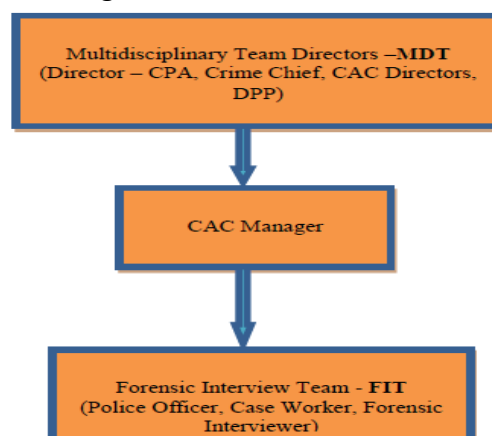 Multidisciplinary Team Directors –MDT
(Director – CPA, Crime Chief, CAC Directors,
DPP)
CAC Manager
Forensic Interview Team - FIT
(Police Officer, Case Worker, Forensic
Interviewer)